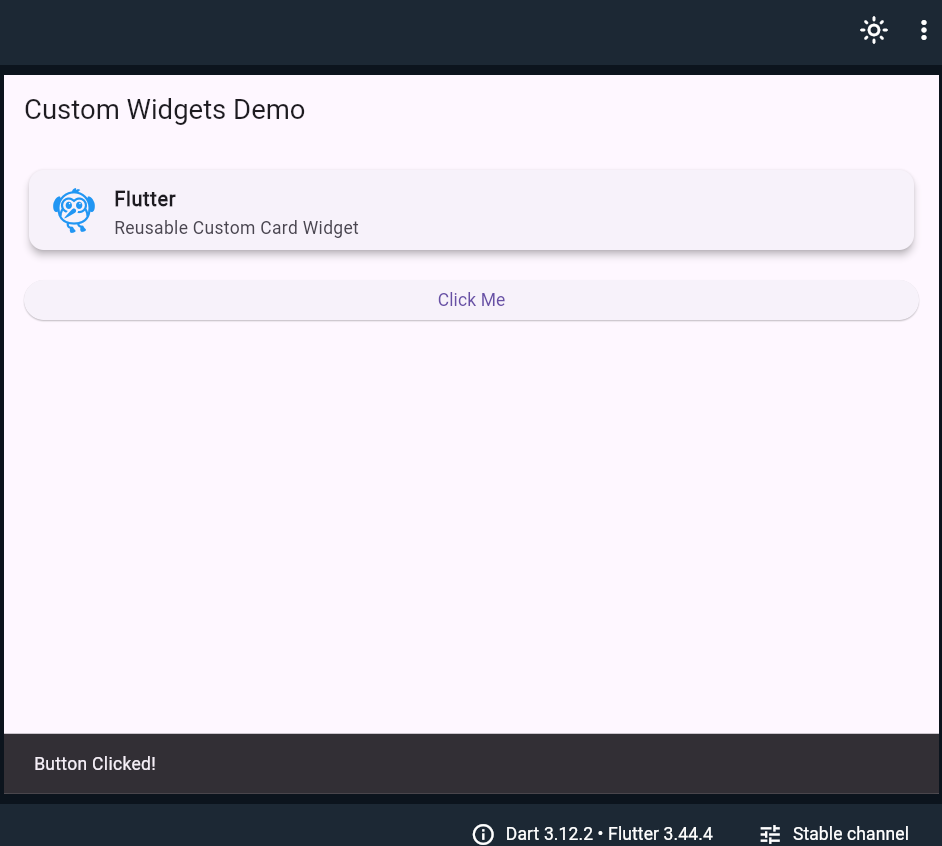 Custom Widgets Demo
Flutter
Reusable Custom Card Widget
Click Me
Button Clicked!
Dart 3.12.2 • Flutter 3.44.4
Stable channel